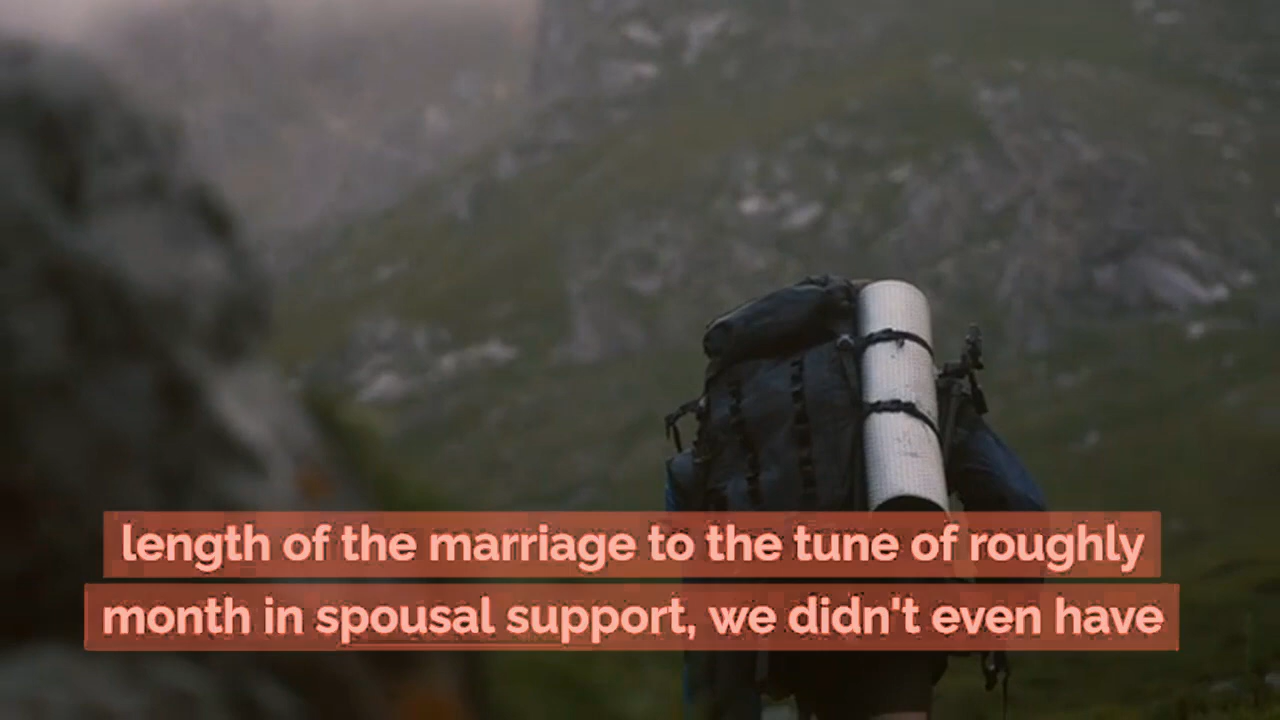 length of the marriage to the tune of roughly
month in spousal support, we didn't even have